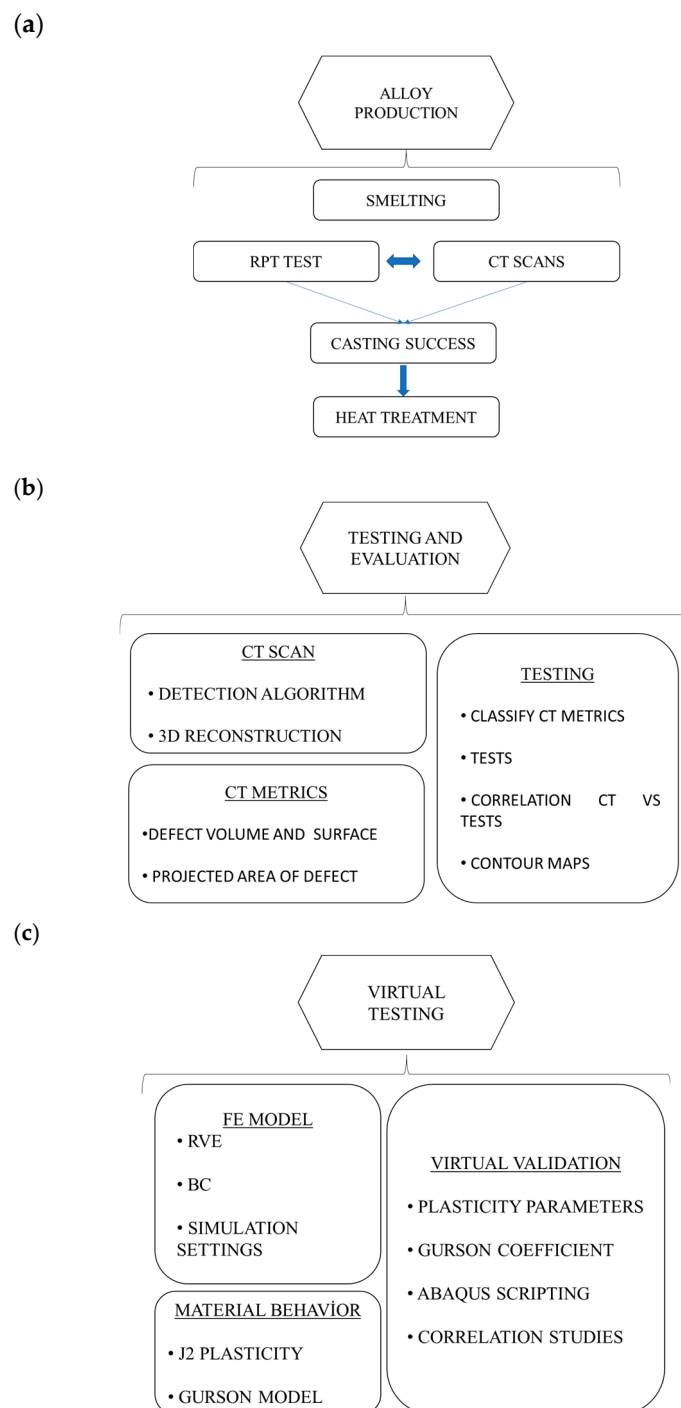 (a)
ALLOY
PRODUCTION
SMELTING
RPT TEST
CT SCANS
CASTING SUCCESS
HEAT TREATMENT
(b)
TESTING AND
EVALUATION
CT SCAN
• DETECTION ALGORITHM
• 3D RECONSTRUCTION
CT METRICS
•DEFECT VOLUME AND SURFACE
• PROJECTED AREA OF DEFECT
TESTING
• CLASSIFY CT METRICS
• TESTS
• CORRELATION CT VS
TESTS
• CONTOUR MAPS
(c)
VIRTUAL
TESTING
FE MODEL
• RVE
• BC
• SIMULATION
SETTINGS
MATERIAL BEHAVİOR
• J2 PLASTICITY
• GURSON MODEL
VIRTUAL VALIDATION
• PLASTICITY PARAMETERS
• GURSON COEFFICIENT
• ABAQUS SCRIPTING
• CORRELATION STUDIES